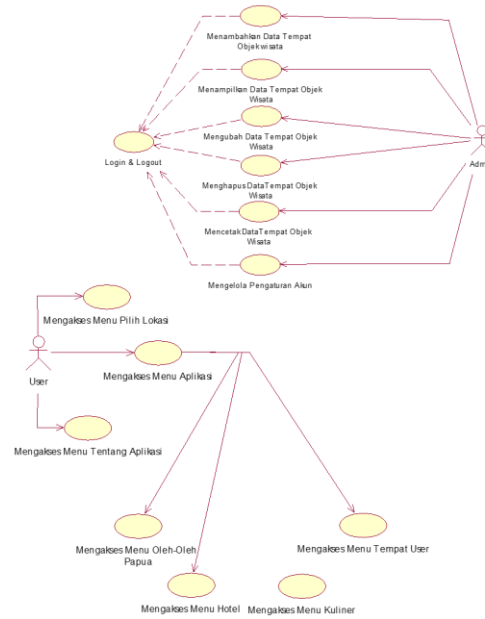 Menambahkan Data Tempat
Objekwisata
Menampilkan Data Tempat Objek
Wisata
Mengubah Data Tempat Objek
Wisata
Login & Logout
Adm
Menghapus Data Tempat Objek
Wisata
Mencetak Data Tempat Objek
Wisata
Mengelola Pengaturan Akun
Mengakses Menu Pilih Lokasi
User
Mengakses Menu Aplikasi
Mengakses Menu Tentang Aplikasi
Mengakses Menu Oleh-Oleh
Papua
Mengakses Menu Tempat User
Mengakses Menu Hotel
Mengakses Menu Kuliner